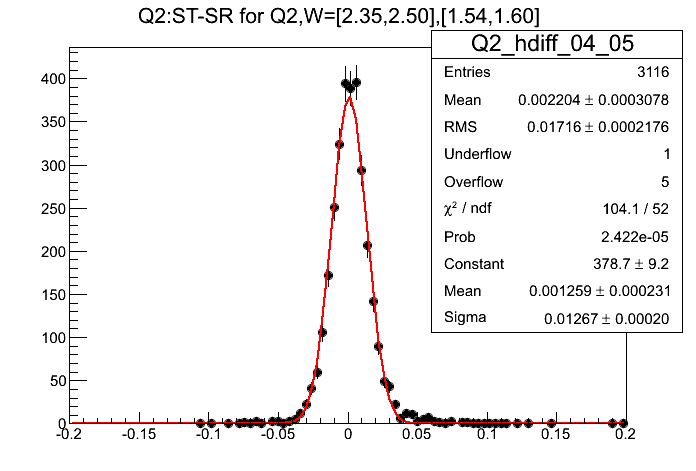 Q2:ST-SR for Q2,W=[2.35,2.50],[1.54,1.60]
Q2_hdiff_04_05
Entries 3116
Mean 0.002204 ± 0.0003078
RMS 0.01716 ± 0.0002176
Underflow 1
Overflow 5
χ² / ndf 104.1 / 52
Prob 2.422e-05
Constant 378.7 ± 9.2
Mean 0.001259 ± 0.000231
Sigma 0.01267 ± 0.00020
400
350
300
250
200
150
100
50
0
-0.2 -0.15 -0.1 -0.05 0 0.05 0.1 0.15 0.2